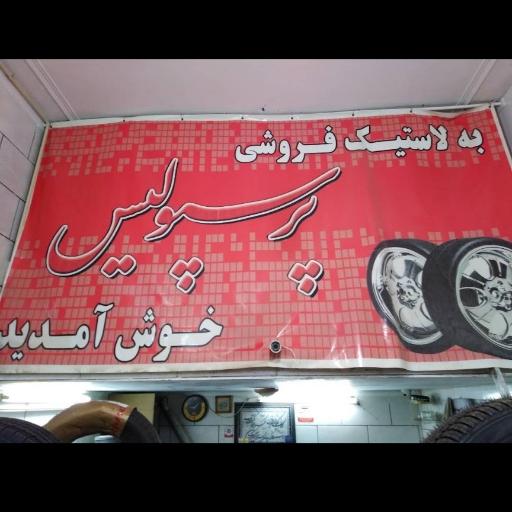 به لاستیک فروشی
پرسپولیس
خوش آمدید